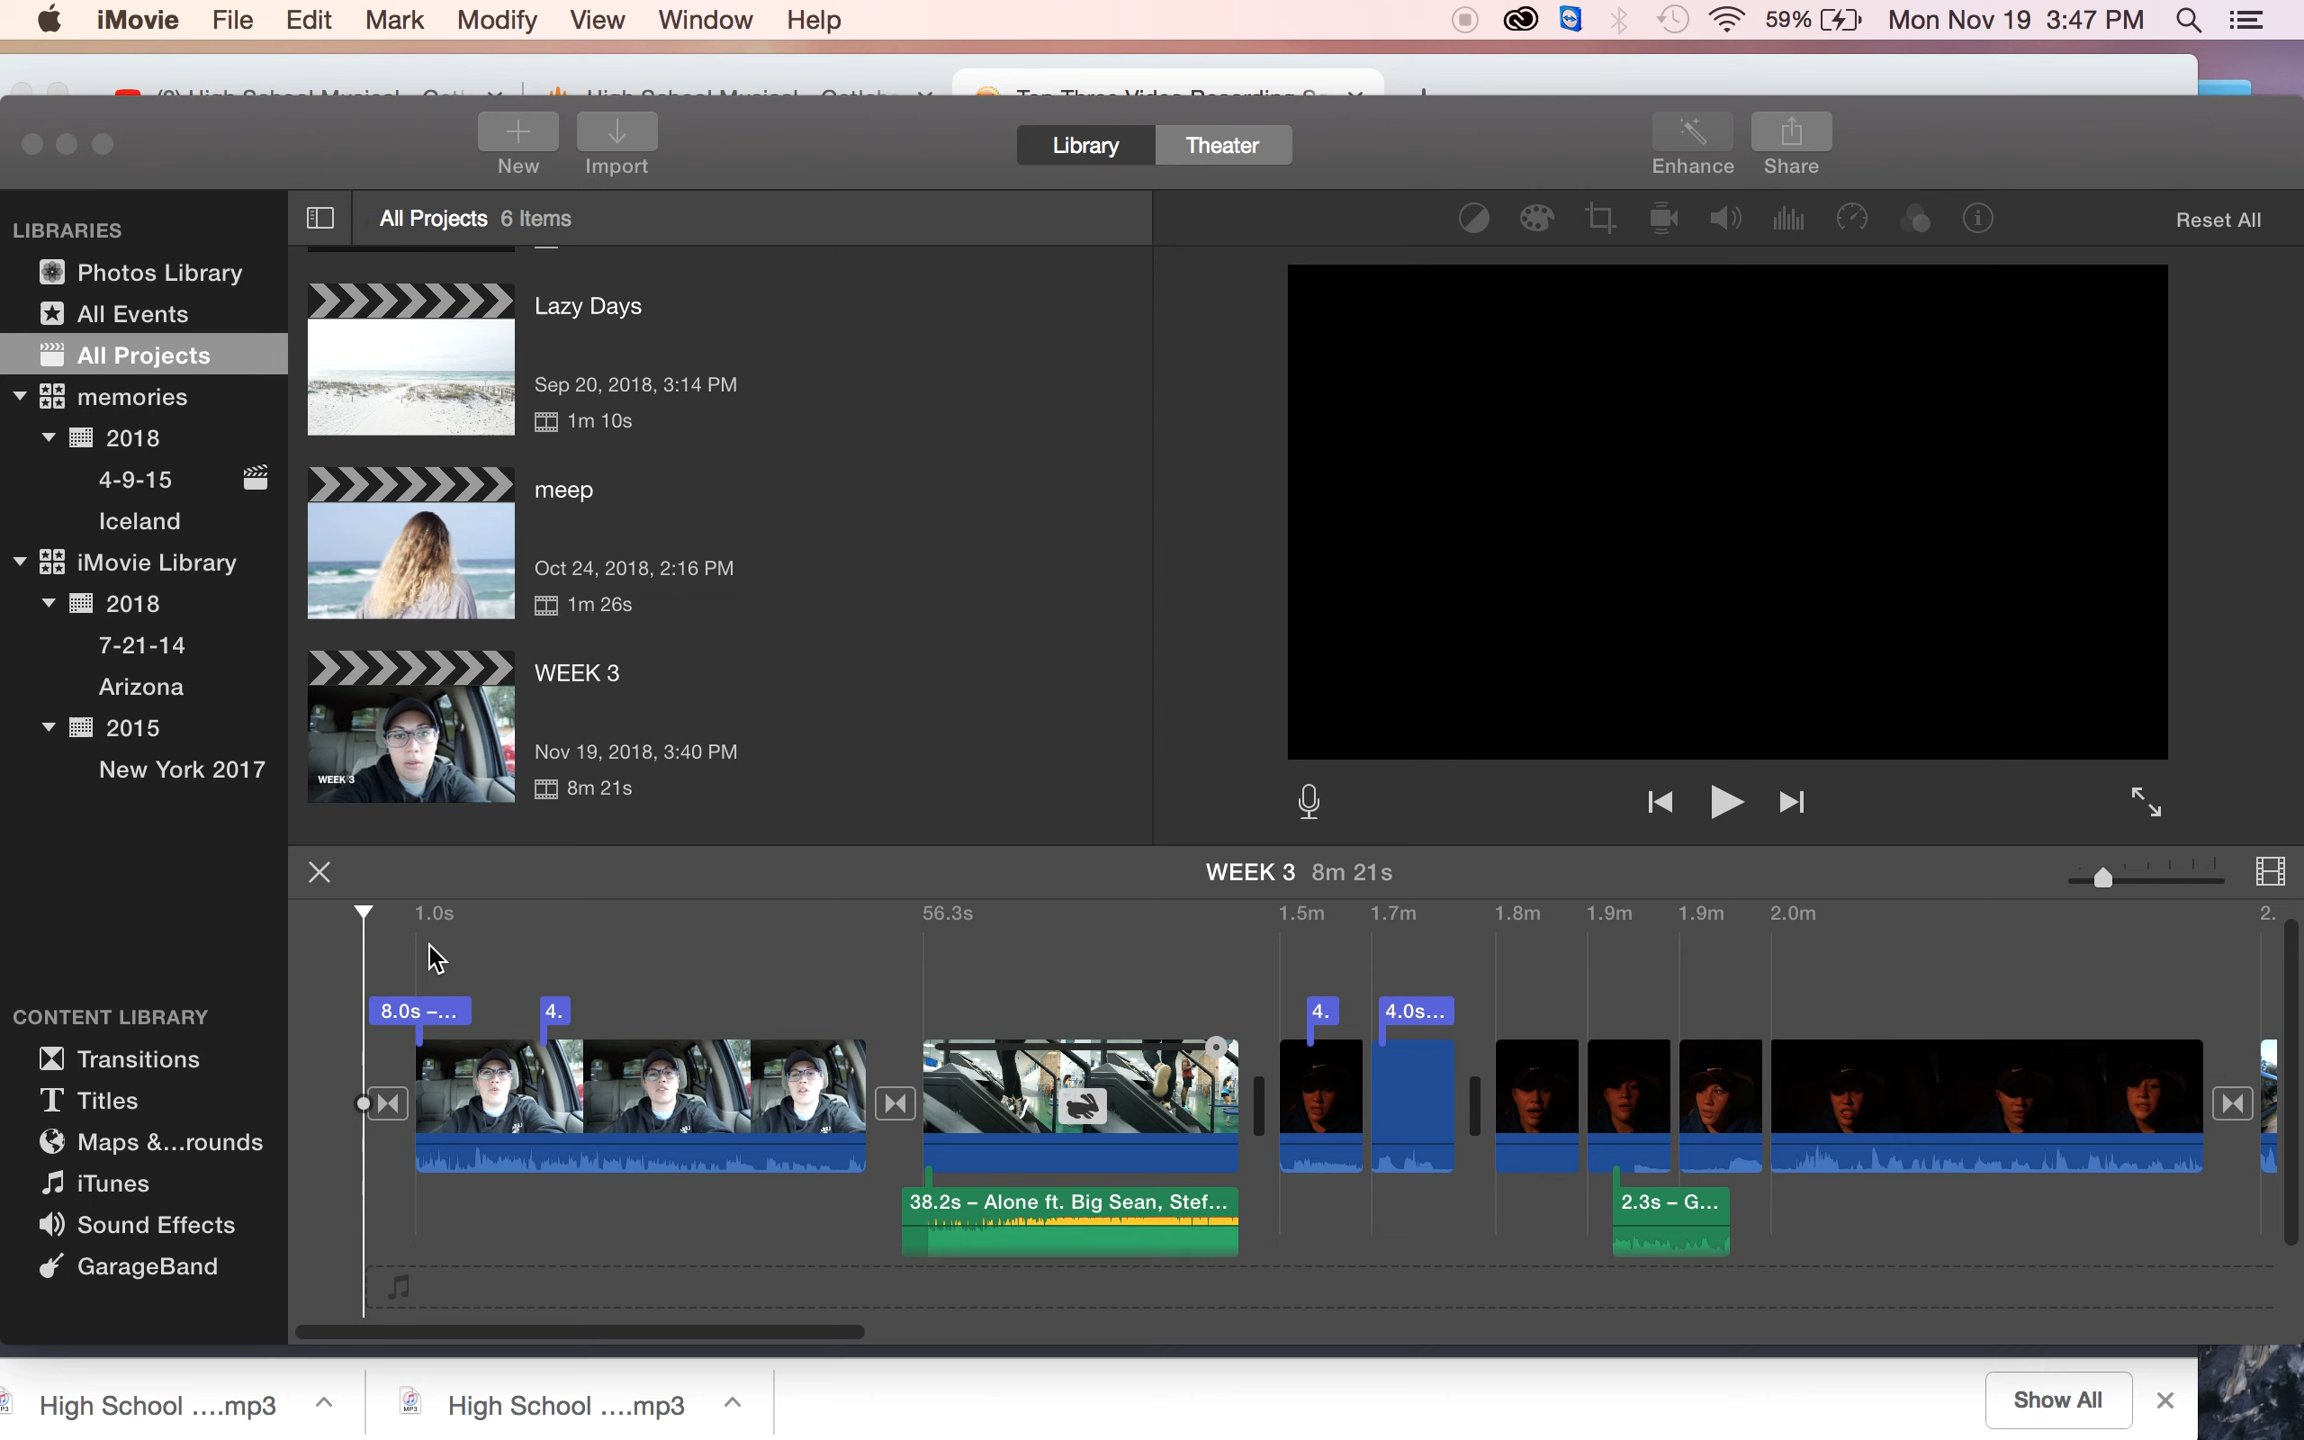 iMovie File Edit Mark Modify View Window Help 59% Mon Nov 19 3:47 PM
New Import Library Theater Enhance Share
LIBRARIES
Photos Library
All Events
All Projects
memories
2018
4-9-15
Iceland
iMovie Library
2018
7-21-14
Arizona
2015
New York 2017
CONTENT LIBRARY
Transitions
Titles
Maps &...rounds
iTunes
Sound Effects
GarageBand
All Projects 6 Items
Lazy Days
Sep 20, 2018, 3:14 PM
1m 10s
meep
Oct 24, 2018, 2:16 PM
1m 26s
WEEK 3
WEEK 3
Nov 19, 2018, 3:40 PM
8m 21s
Reset All
WEEK 3 8m 21s
1.0s 56.3s 1.5m 1.7m 1.8m 1.9m 1.9m 2.0m 2.
8.0s –... 4. 4. 4.0s...
38.2s – Alone ft. Big Sean, Stef... 2.3s – G...
High School ....mp3 High School ....mp3 Show All